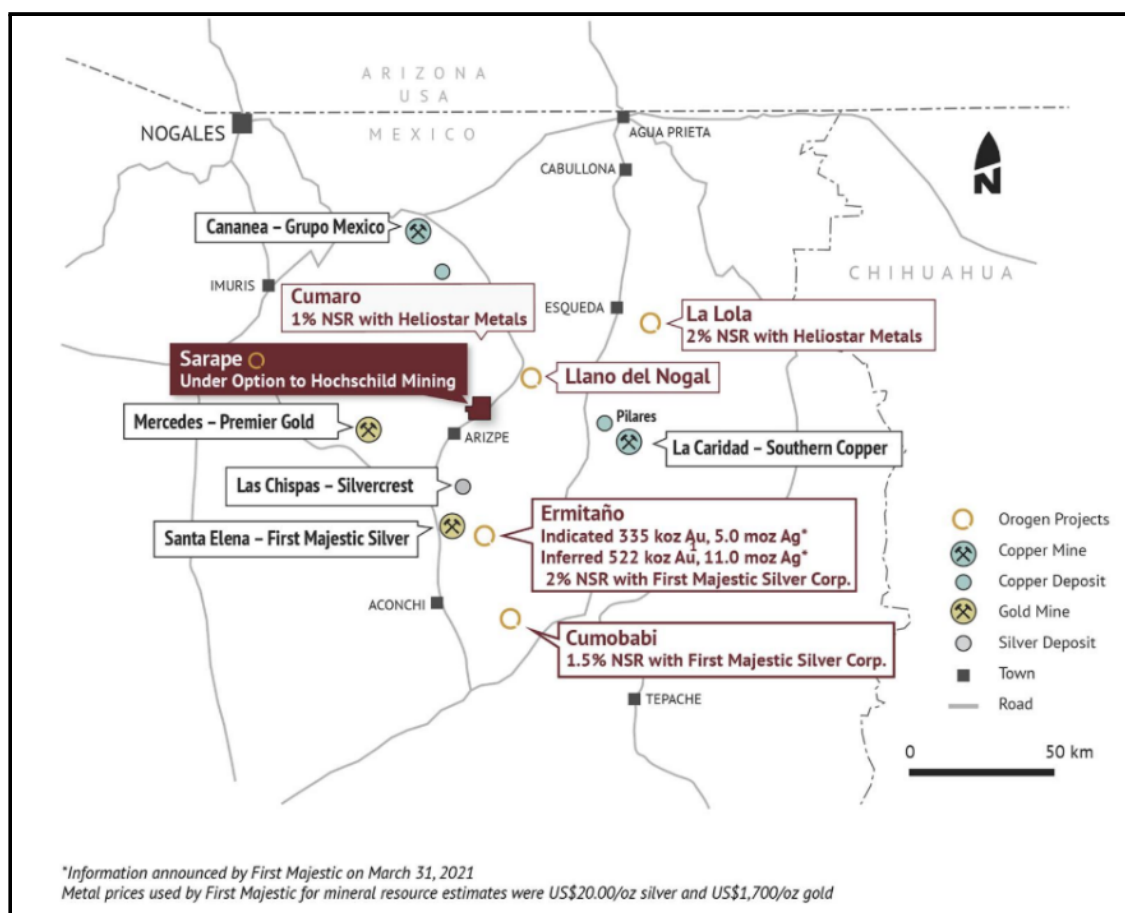 ARIZONA
USA
MEXICO
NOGALES
AGUA PRIETA
CABULLONA
N
Cananea – Grupo Mexico
CHIHUAHUA
IMURIS
Cumaro
1% NSR with Heliostar Metals
ESQUEDA
La Lola
2% NSR with Heliostar Metals
Sarape
Under Option to Hochschild Mining
Llano del Nogal
Mercedes – Premier Gold
ARIZPE
Pilares
La Caridad – Southern Copper
Las Chispas – Silvercrest
Santa Elena – First Majestic Silver
Ermitaño
Indicated 335 koz Au, 5.0 moz Ag*
Inferred 522 koz Au, 11.0 moz Ag*
2% NSR with First Majestic Silver Corp.
ACONCHI
Cumobabi
1.5% NSR with First Majestic Silver Corp.
TEPACHE
Orogen Projects
Copper Mine
Copper Deposit
Gold Mine
Silver Deposit
Town
Road
0 50 km
*Information announced by First Majestic on March 31, 2021
Metal prices used by First Majestic for mineral resource estimates were US$20.00/oz silver and US$1,700/oz gold